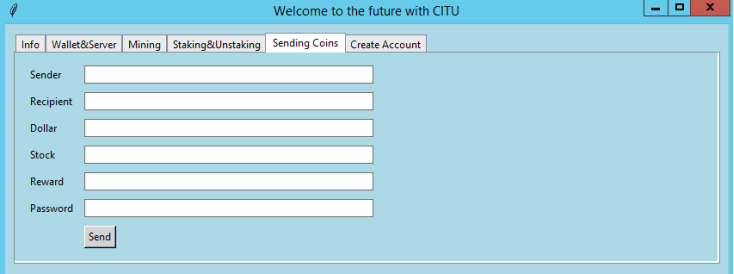 Welcome to the future with CITU
Info Wallet&Server Mining Staking&Unstaking Sending Coins Create Account
Sender
Recipient
Dollar
Stock
Reward
Password
Send